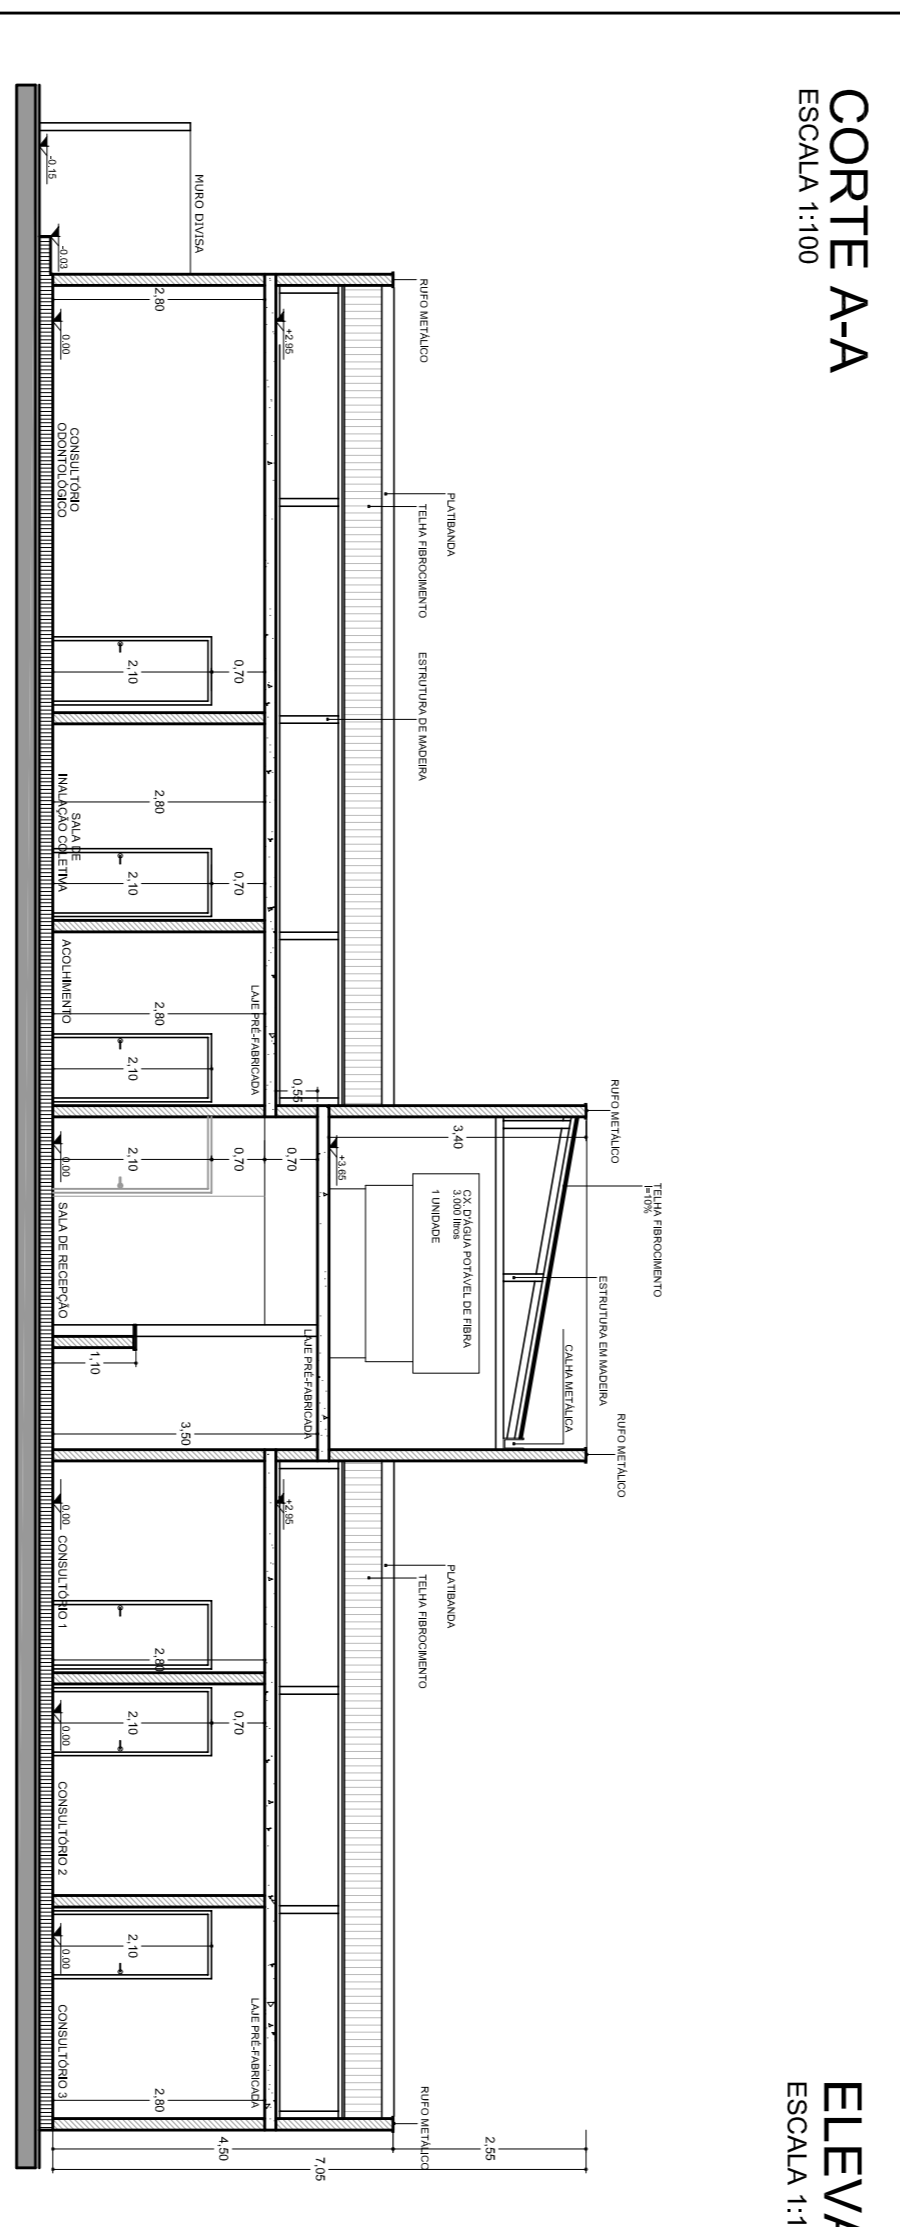 CORTE A-A
ESCALA 1:100
RUFO METÁLICO
TELHA FIBROCIMENTO
i=10%
ESTRUTURA EM MADEIRA
CALHA METÁLICA
RUFO METÁLICO
3,40
CX. D'ÁGUA POTÁVEL DE FIBRA
3.000 litros
1 UNIDADE
+3,65
RUFO METÁLICO
PLATIBANDA
TELHA FIBROCIMENTO
ESTRUTURA DE MADEIRA
PLATIBANDA
TELHA FIBROCIMENTO
RUFO METÁLICO
2,55
4,50
7,05
MURO DIVISA
-0,15
-0,03
+2,95
2,80
0,00
CONSULTÓRIO
ODONTOLÓGICO
0,70
2,10
2,80
SALA DE
INALAÇÃO COLETIVA
0,70
2,10
LAJE PRÉ-FABRICADA
2,80
ACOLHIMENTO
2,10
0,55
0,70
0,70
2,10
0,00
SALA DE RECEPÇÃO
LAJE PRÉ-FABRICADA
1,10
3,50
+2,95
0,00
CONSULTÓRIO 1
2,80
0,70
2,10
0,00
CONSULTÓRIO 2
2,10
0,00
LAJE PRÉ-FABRICADA
CONSULTÓRIO 3
2,80